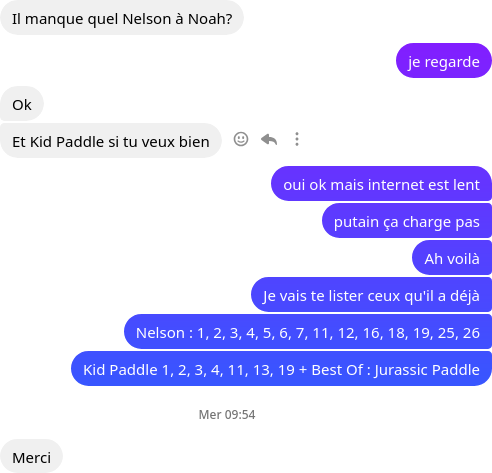 Il manque quel Nelson à Noah?
je regarde
Ok
Et Kid Paddle si tu veux bien
oui ok mais internet est lent
putain ça charge pas
Ah voilà
Je vais te lister ceux qu'il a déjà
Nelson : 1, 2, 3, 4, 5, 6, 7, 11, 12, 16, 18, 19, 25, 26
Kid Paddle 1, 2, 3, 4, 11, 13, 19 + Best Of : Jurassic Paddle
Mer 09:54
Merci